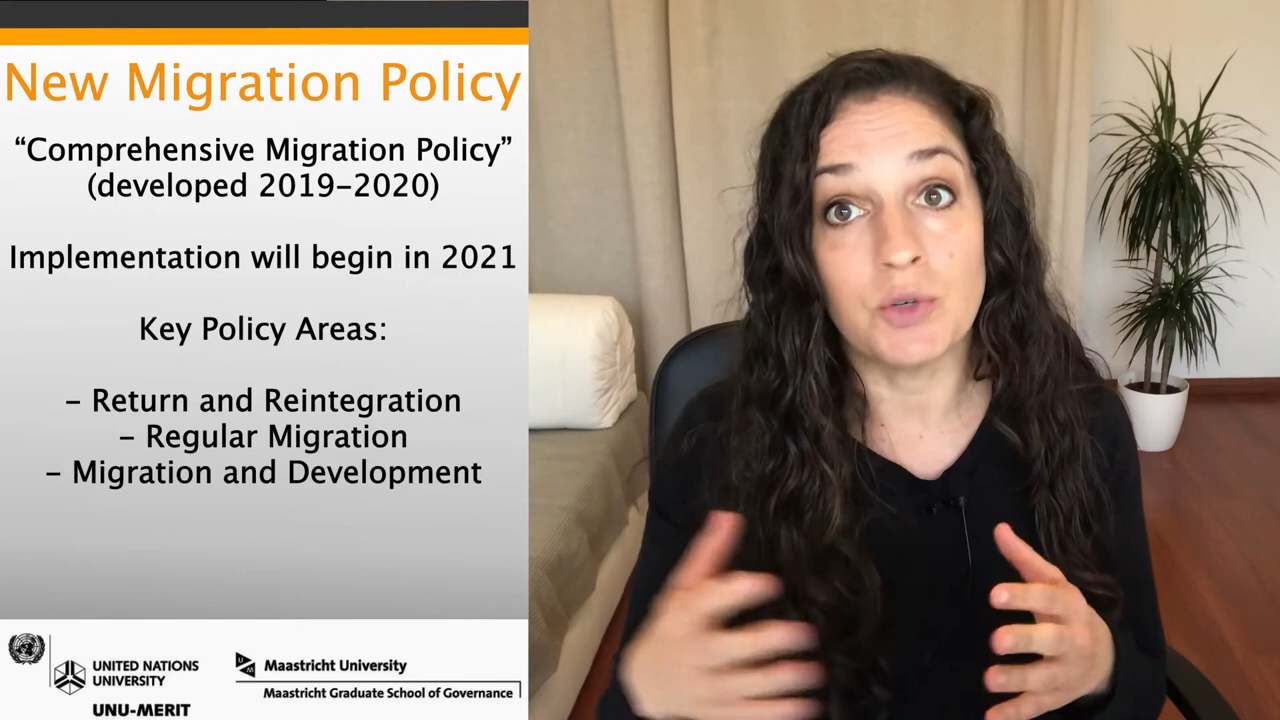 New Migration Policy
“Comprehensive Migration Policy”
(developed 2019-2020)
Implementation will begin in 2021
Key Policy Areas:
- Return and Reintegration
- Regular Migration
- Migration and Development
UNITED NATIONS
UNIVERSITY
UNU-MERIT
Maastricht University
Maastricht Graduate School of Governance